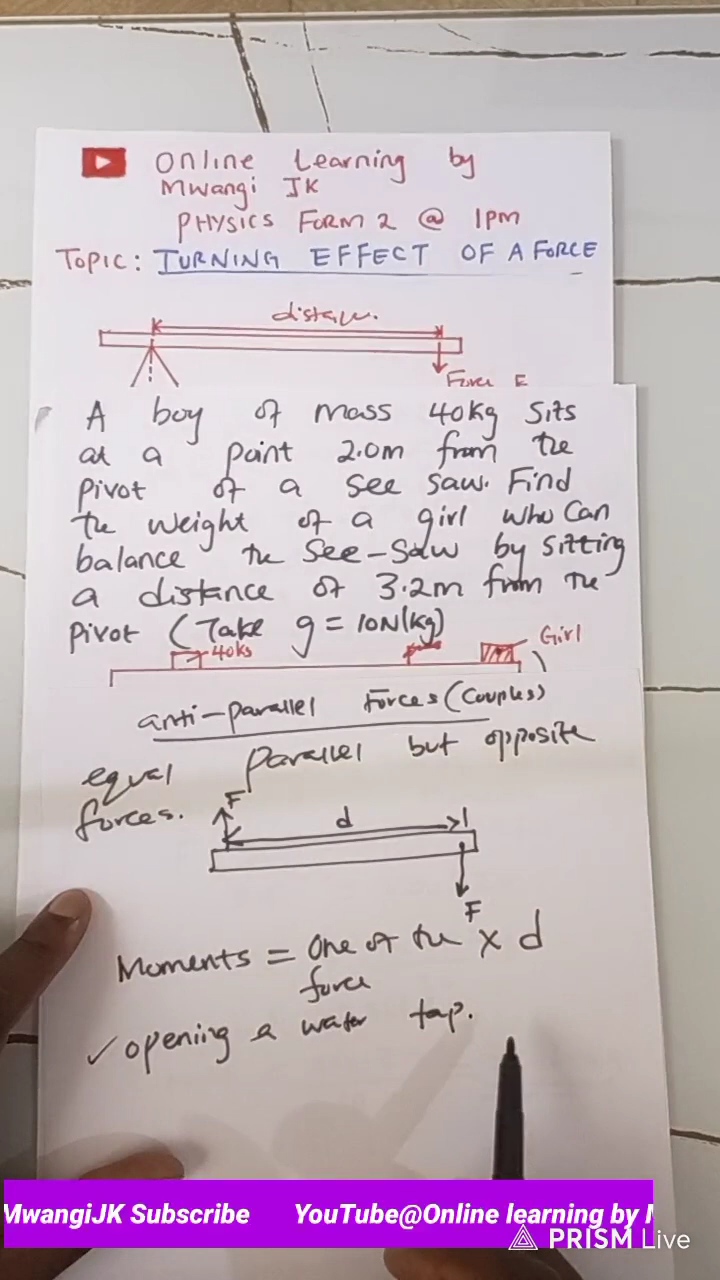 Online Learning by
Mwangi JK
PHYSICS FORM 2 @ 1PM
TOPIC: TURNING EFFECT OF A FORCE
distance.
Force F
A boy of mass 40kg sits
at a point 2.0m from the
pivot of a see saw. Find
the weight of a girl who can
balance the see-saw by sitting
a distance of 3.2m from the
pivot (Take g = 10N/kg)
40kg
Girl
anti-parallel forces (couples)
equal parallel but opposite
forces.
F
d
F
Moments = One of the x d
force
✓ opening a water tap.
MwangiJK Subscribe YouTube@Online learning by M
PRISM Live